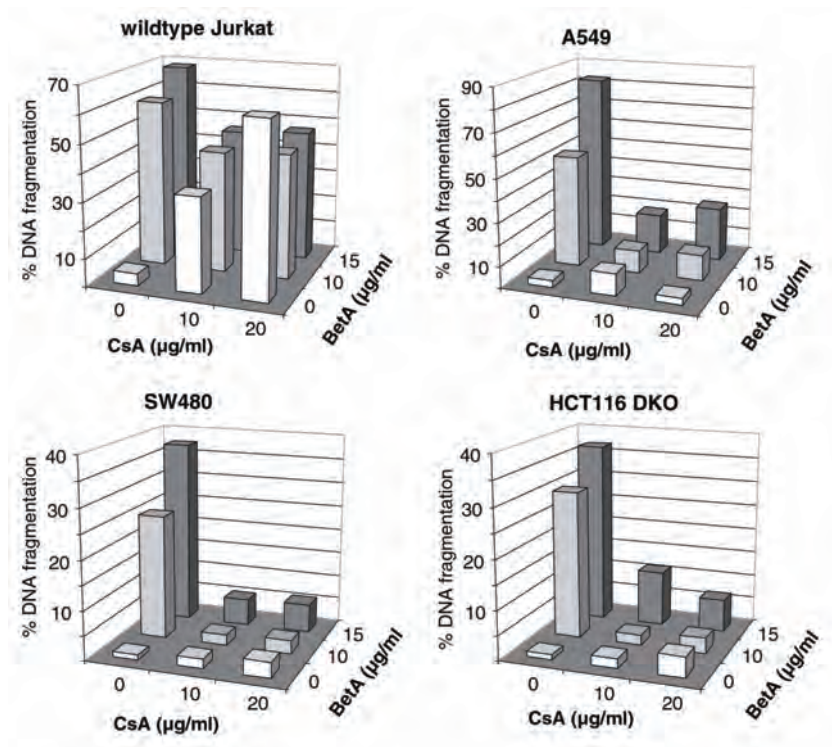 wildtype Jurkat
% DNA fragmentation
70
50
30
10
0
10
20
CsA (µg/ml)
0
10
15
BetA (µg/ml)
A549
% DNA fragmentation
90
70
50
30
10
0
10
20
CsA (µg/ml)
0
10
15
BetA (µg/ml)
SW480
% DNA fragmentation
40
30
20
10
0
10
20
CsA (µg/ml)
0
10
15
BetA (µg/ml
HCT116 DKO
% DNA fragmentation
40
30
20
10
0
10
20
CsA (µg/ml)
0
10
15
BetA (µg/ml